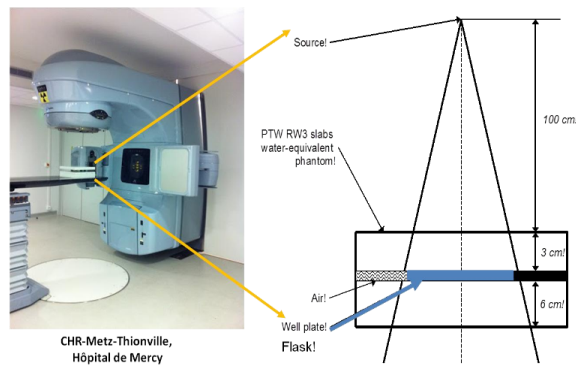 Source!
100 cm!
PTW RW3 slabs
water-equivalent
phantom!
3 cm!
Air!
6 cm!
Well plate!
Flask!
CHR-Metz-Thionville,
Hôpital de Mercy